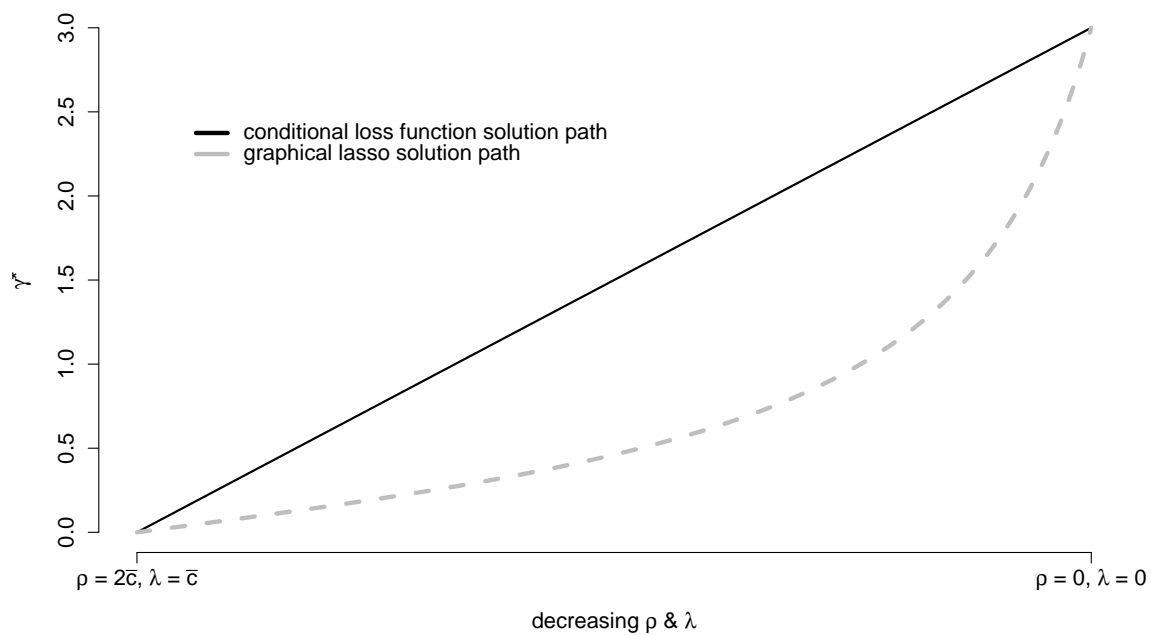 3.0
2.5
2.0
1.5
1.0
0.5
0.0
γ*
conditional loss function solution path
graphical lasso solution path
ρ = 2c̅, λ = c̅
ρ = 0, λ = 0
decreasing ρ & λ